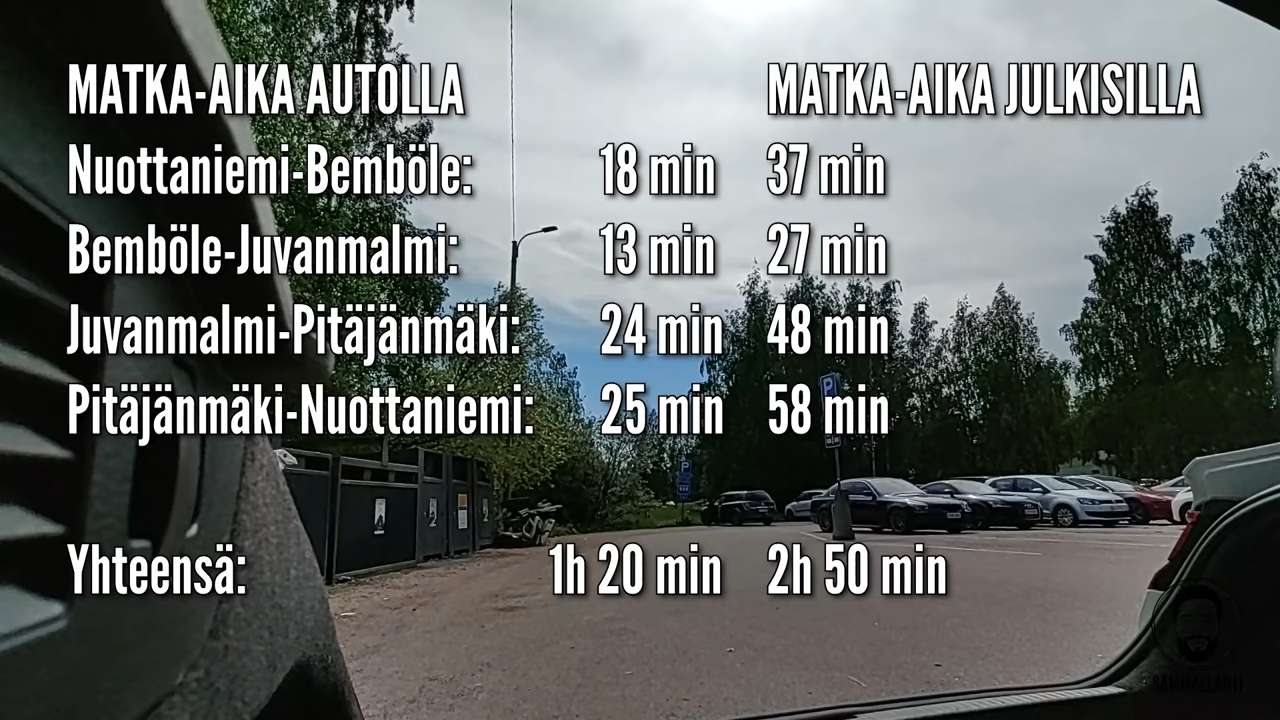 MATKA-AIKA AUTOLLA MATKA-AIKA JULKISILLA
Nuottaniemi-Bemböle: 18 min 37 min
Bemböle-Juvanmalmi: 13 min 27 min
Juvanmalmi-Pitäjänmäki: 24 min 48 min
Pitäjänmäki-Nuottaniemi: 25 min 58 min
P
P
Yhteensä: 1h 20 min 2h 50 min